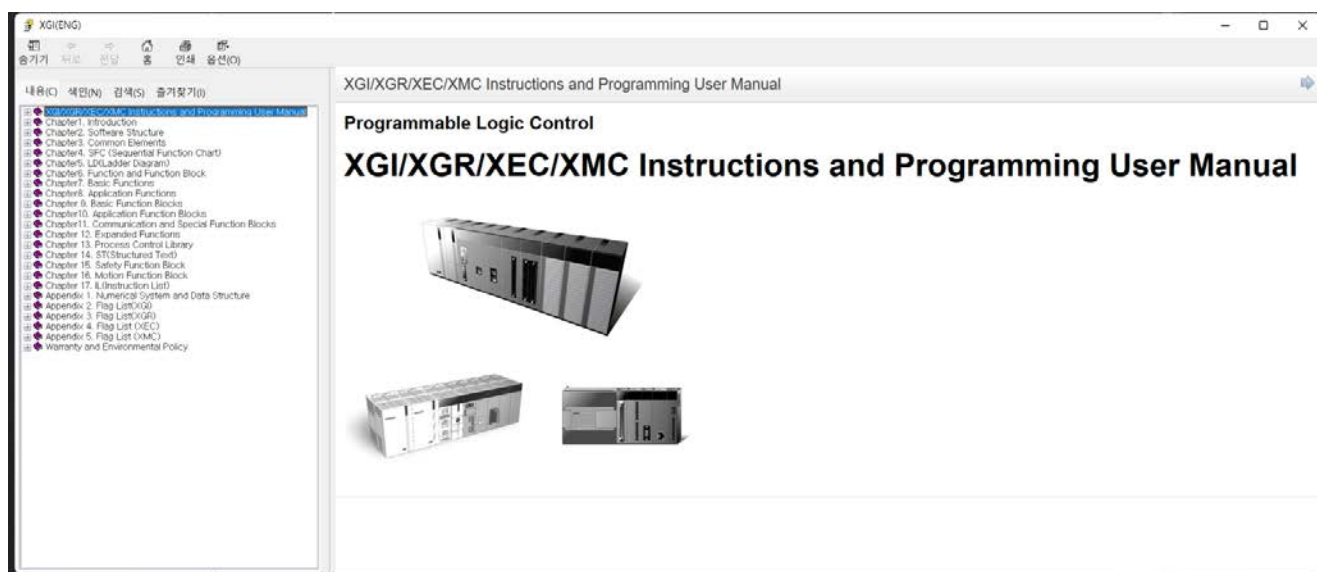 XGI(ENG)
숨기기 뒤로 전달 홈 인쇄 옵션(O)
내용(C) 색인(N) 검색(S) 즐겨찾기(I)
XGI/XGR/XEC/XMC Instructions and Programming User Manual
Chapter1. Introduction
Chapter2. Software Structure
Chapter3. Common Elements
Chapter4. SFC (Sequential Function Chart)
Chapter5. LD(Ladder Diagram)
Chapter6. Function and Function Block
Chapter7. Basic Functions
Chapter8. Application Functions
Chapter 9. Basic Function Blocks
Chapter10. Application Function Blocks
Chapter11. Communication and Special Function Blocks
Chapter 12. Expanded Functions
Chapter 13. Process Control Library
Chapter 14. ST(Structured Text)
Chapter 15. Safety Function Block
Chapter 16. Motion Function Block
Chapter 17. IL(Instruction List)
Appendix 1. Numerical System and Data Structure
Appendix 2. Flag List(XGI)
Appendix 3. Flag List(XGR)
Appendix 4. Flag List (XEC)
Appendix 5. Flag List (XMC)
Warranty and Environmental Policy
XGI/XGR/XEC/XMC Instructions and Programming User Manual
Programmable Logic Control
XGI/XGR/XEC/XMC Instructions and Programming User Manual